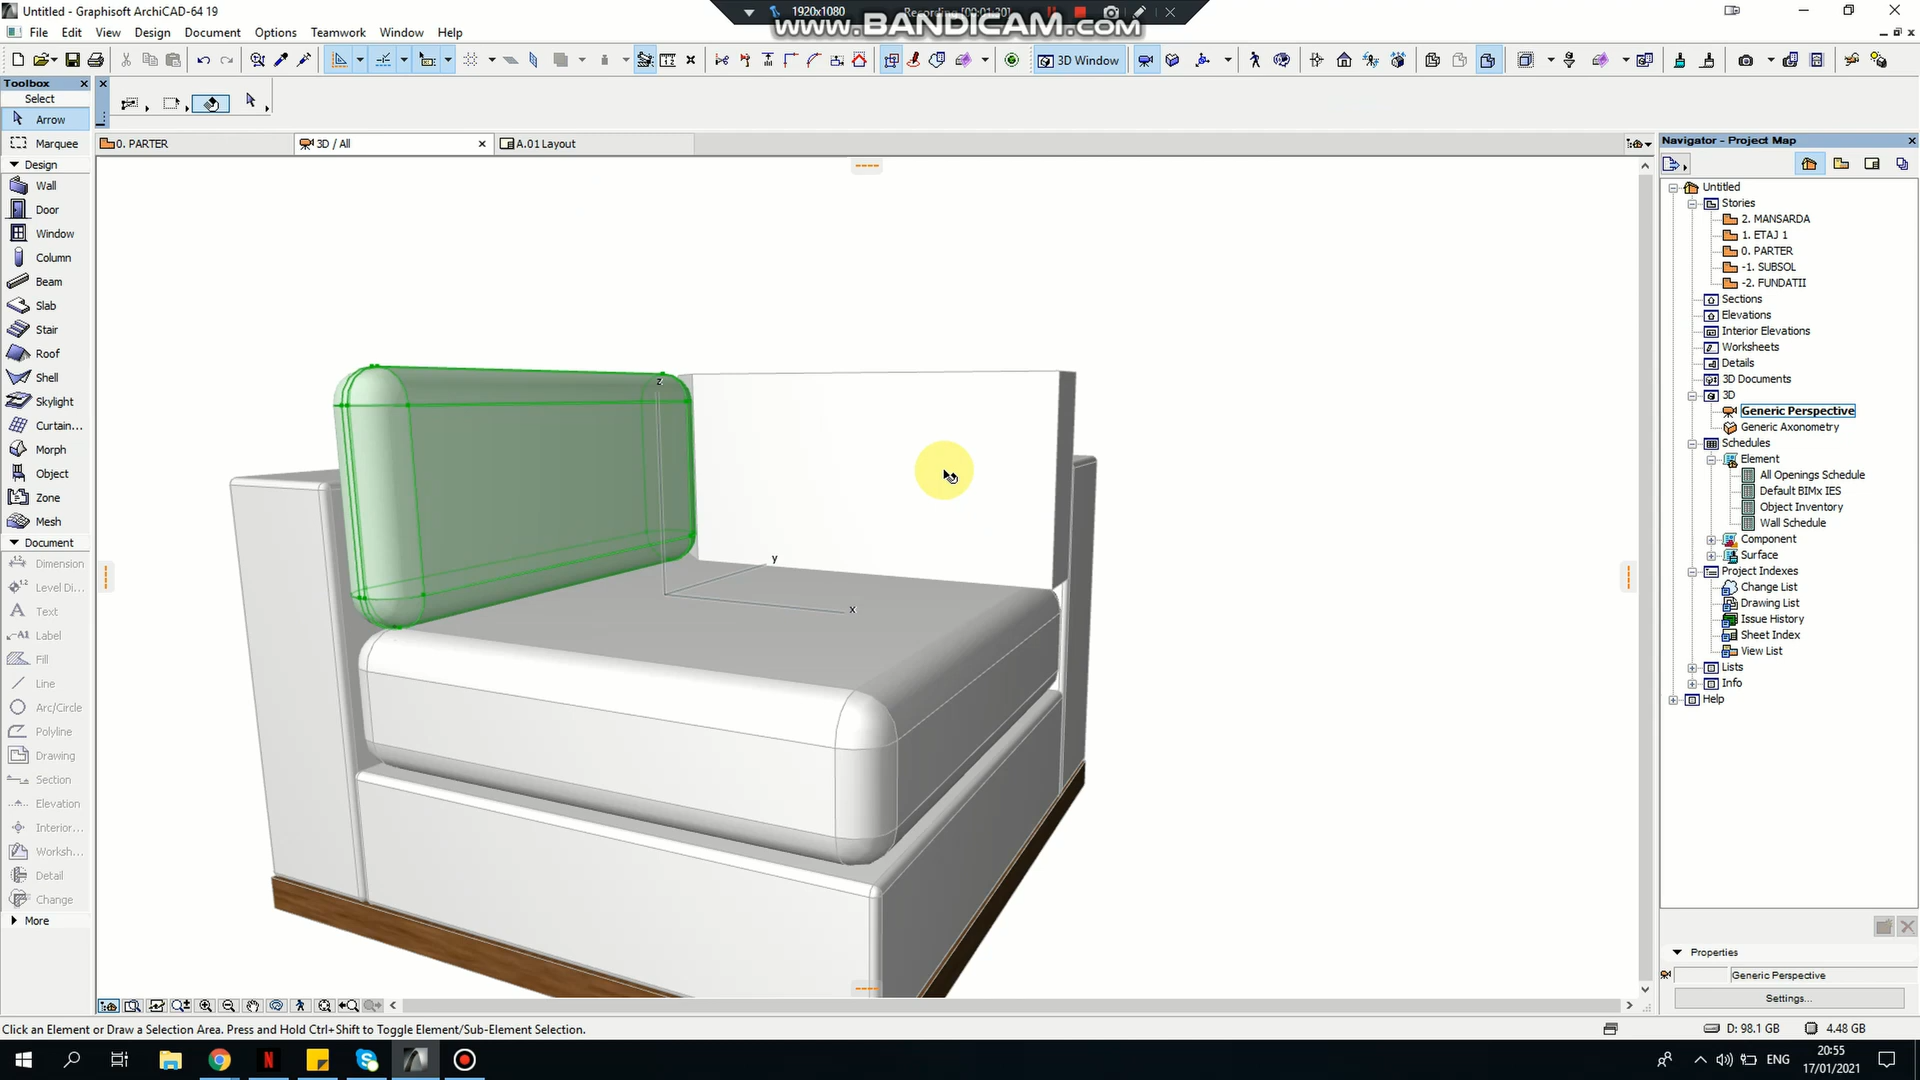 Untitled - Graphisoft ArchiCAD-64 19
1920x1080
Recording [00:01:20]
www.BANDICAM.com
File Edit View Design Document Options Teamwork Window Help
3D Window
Toolbox
Select
Arrow
Marquee
Design
Wall
Door
Window
Column
Beam
Slab
Stair
Roof
Shell
Skylight
Curtain...
Morph
Object
Zone
Mesh
Document
Dimension
Level Di...
Text
Label
Fill
Line
Arc/Circle
Polyline
Drawing
Section
Elevation
Interior...
Worksh...
Detail
Change
More
0. PARTER
3D / All
A.01 Layout
z
y
x
Navigator - Project Map
Untitled
Stories
2. MANSARDA
1. ETAJ 1
0. PARTER
-1. SUBSOL
-2. FUNDATII
Sections
Elevations
Interior Elevations
Worksheets
Details
3D Documents
3D
Generic Perspective
Generic Axonometry
Schedules
Element
All Openings Schedule
Default BIMx IES
Object Inventory
Wall Schedule
Component
Surface
Project Indexes
Change List
Drawing List
Issue History
Sheet Index
View List
Lists
Info
Help
Properties
Generic Perspective
Settings...
Click an Element or Draw a Selection Area. Press and Hold Ctrl+Shift to Toggle Element/Sub-Element Selection.
D: 98.1 GB
4.48 GB
ENG
20:55
17/01/2021